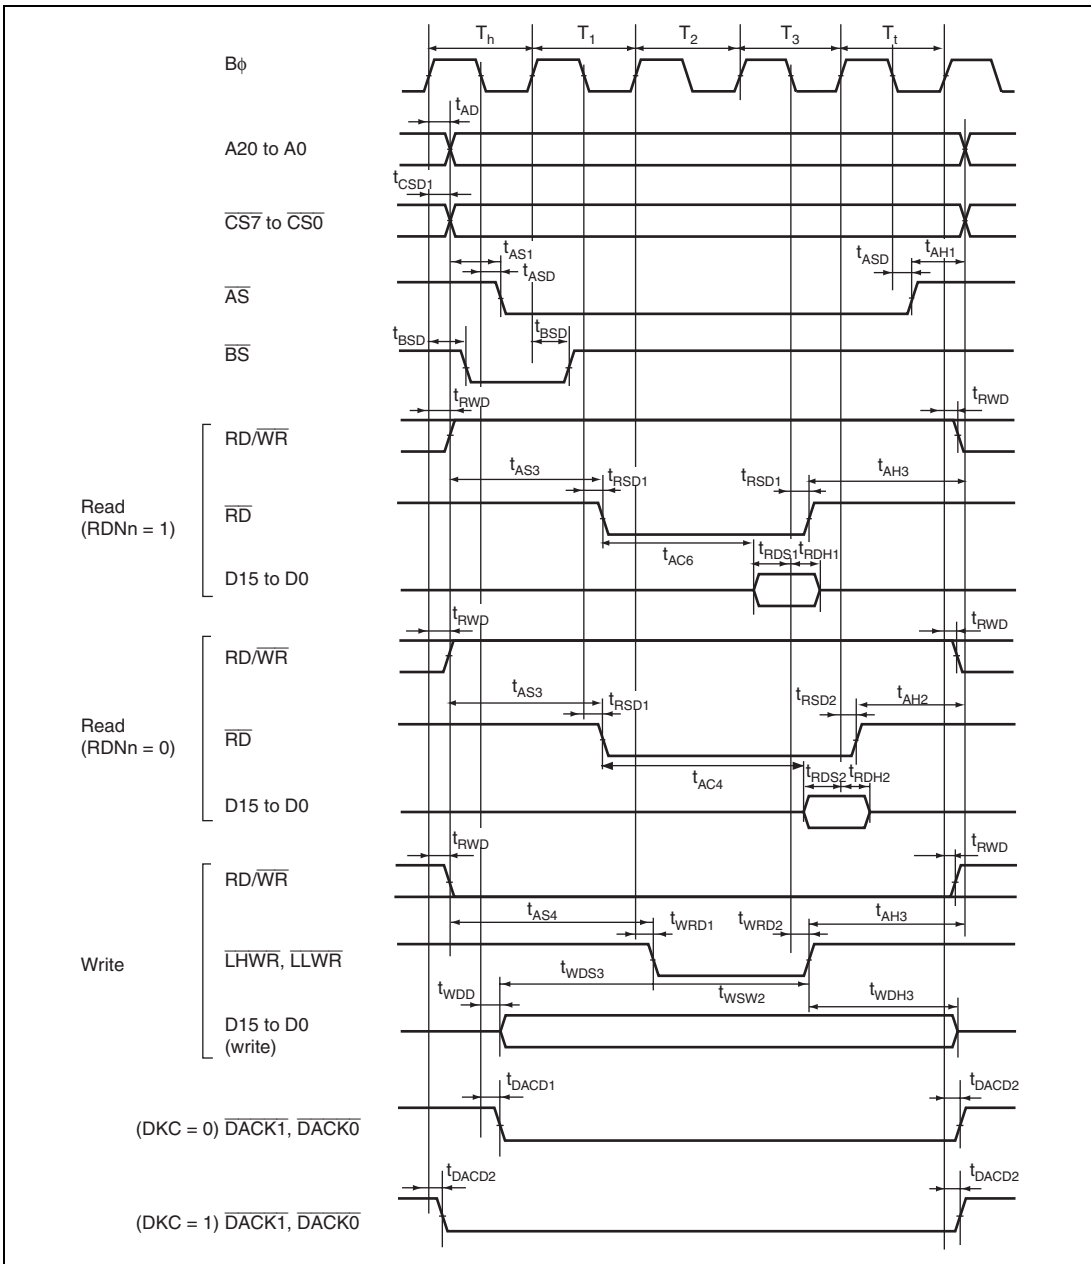 Th T1 T2 T3 Tt
Bφ
tAD
A20 to A0
tCSD1
CS7 to CS0
tAS1
tASD tASD tAH1
AS
tBSD tBSD
BS
tRWD tRWD
RD/WR
tAS3 tRSD1 tRSD1 tAH3
Read
(RDNn = 1)
RD
tAC6 tRDS1 tRDH1
D15 to D0
tRWD tRWD
RD/WR
tAS3 tRSD1 tRSD2 tAH2
Read
(RDNn = 0)
RD
tAC4 tRDS2 tRDH2
D15 to D0
tRWD tRWD
RD/WR
tAS4 tWRD1 tWRD2 tAH3
Write
LHWR, LLWR
tWDD tWDS3 tWSW2 tWDH3
D15 to D0
(write)
tDACD1 tDACD2
(DKC = 0) DACK1, DACK0
tDACD2 tDACD2
(DKC = 1) DACK1, DACK0